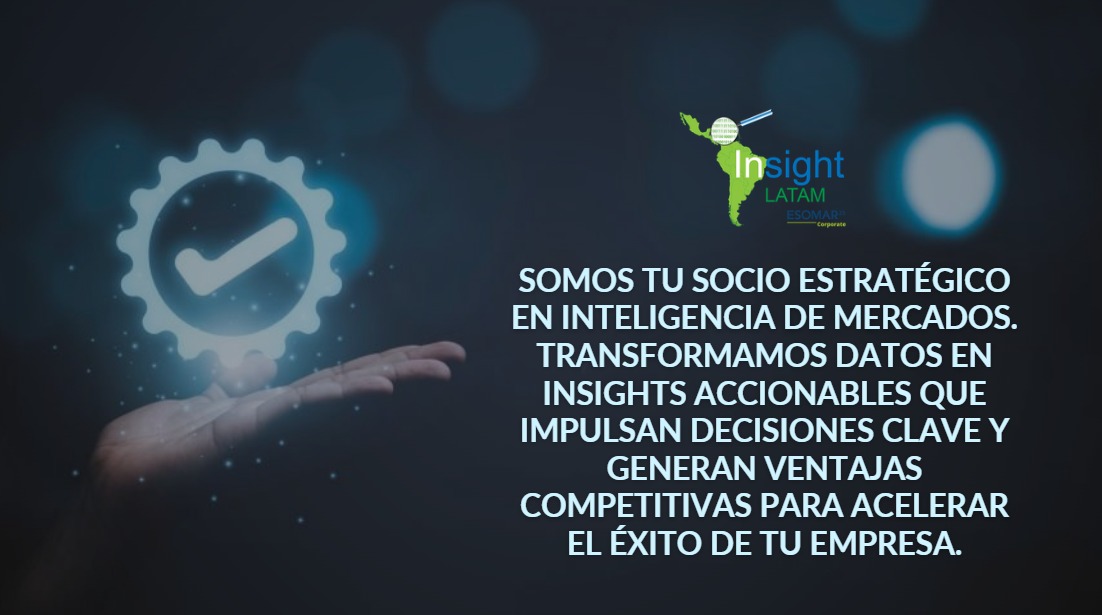 Insight
LATAM
ESOMAR
Corporate
SOMOS TU SOCIO ESTRATÉGICO
EN INTELIGENCIA DE MERCADOS.
TRANSFORMAMOS DATOS EN
INSIGHTS ACCIONABLES QUE
IMPULSAN DECISIONES CLAVE Y
GENERAN VENTAJAS
COMPETITIVAS PARA ACELERAR
EL ÉXITO DE TU EMPRESA.